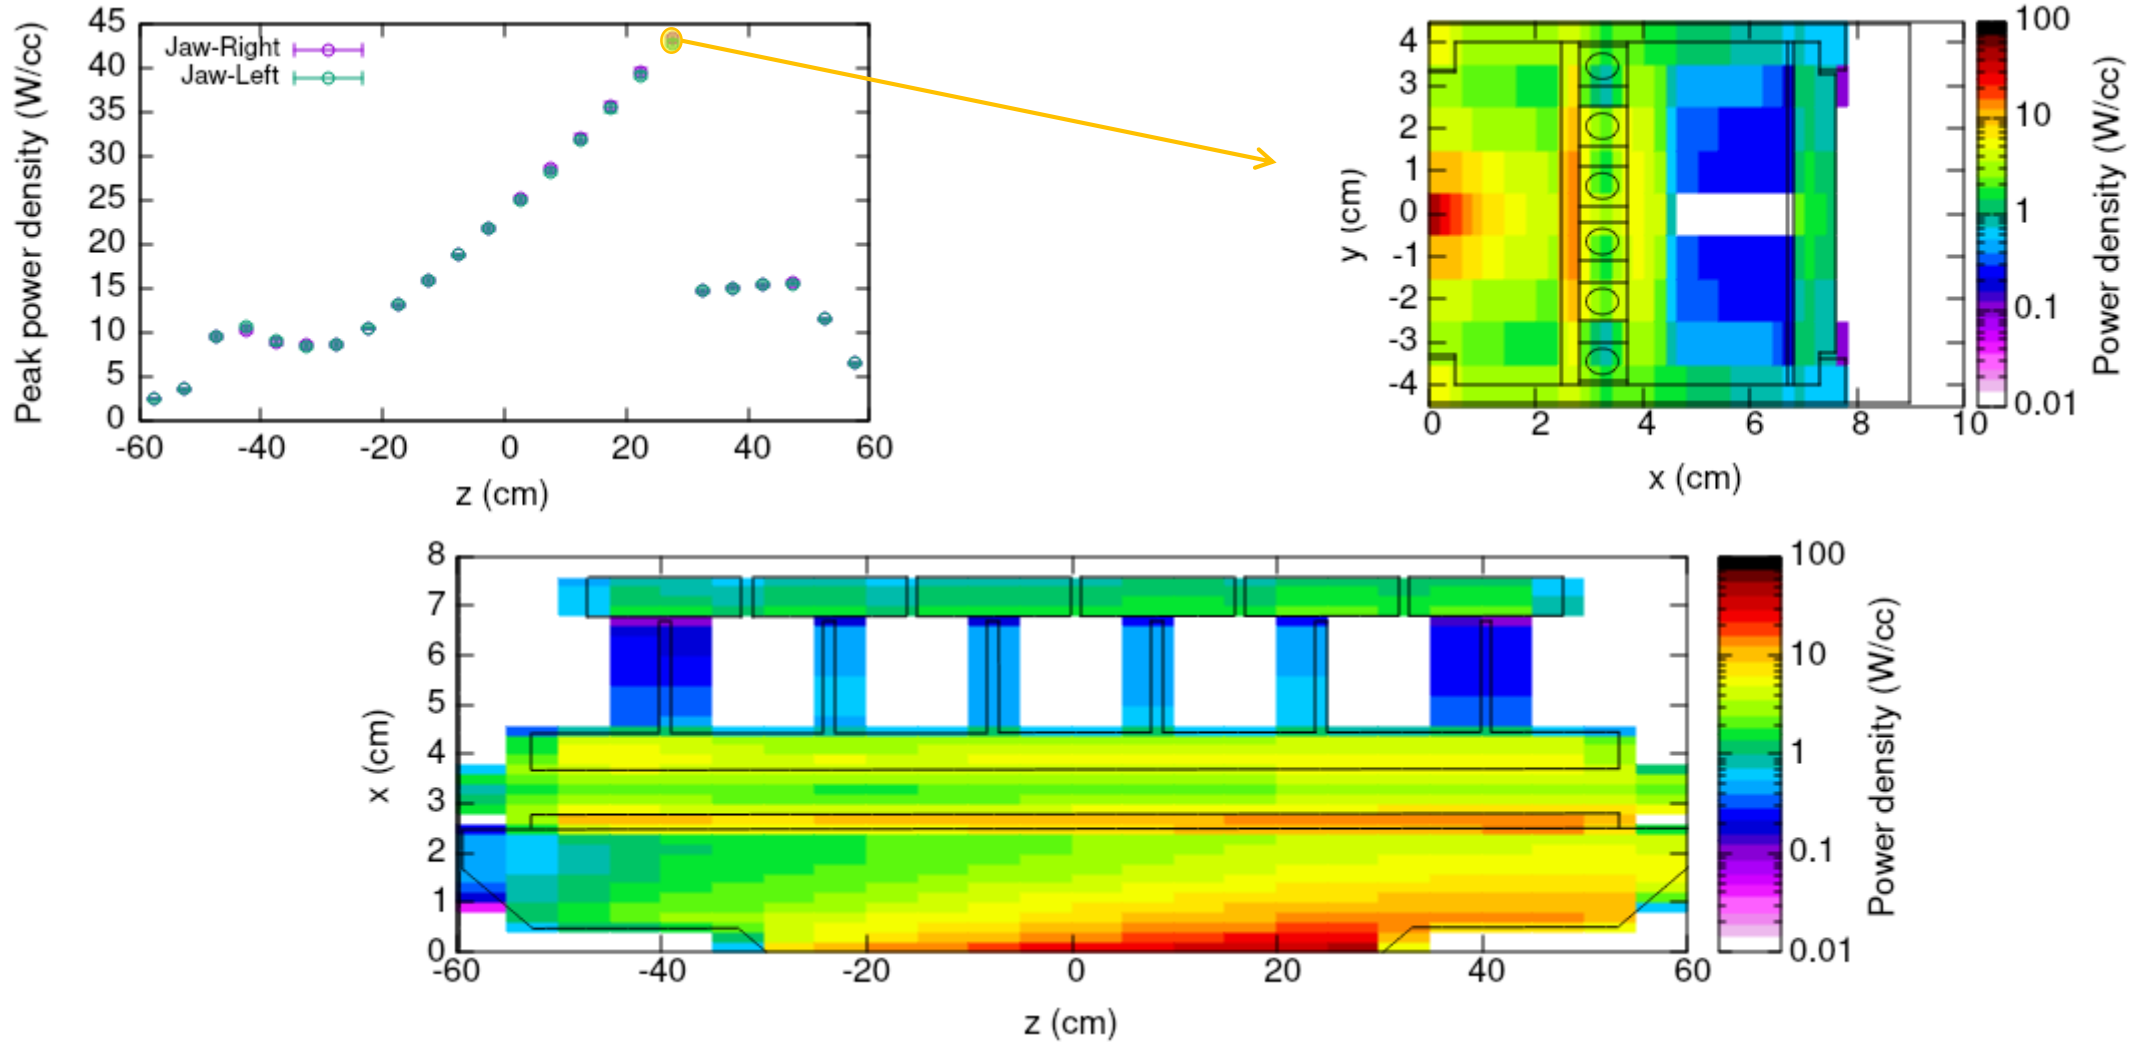 Peak power density (W/cc)
45
40
35
30
25
20
15
10
5
0
Jaw-Right
Jaw-Left
-60 -40 -20 0 20 40 60
z (cm)
y (cm)
4
3
2
1
0
-1
-2
-3
-4
0 2 4 6 8 10
x (cm)
100
10
1
0.1
0.01
Power density (W/cc)
x (cm)
8
7
6
5
4
3
2
1
0
-60 -40 -20 0 20 40 60
z (cm)
100
10
1
0.1
0.01
Power density (W/cc)